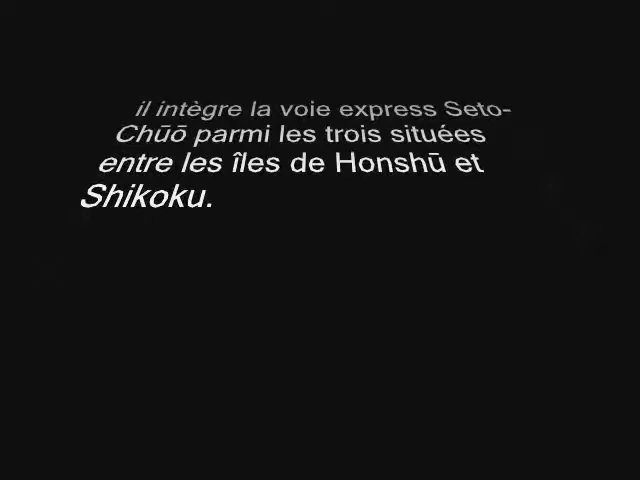 il intègre la voie express Seto-
Chūō parmi les trois situées
entre les îles de Honshū et
Shikoku.